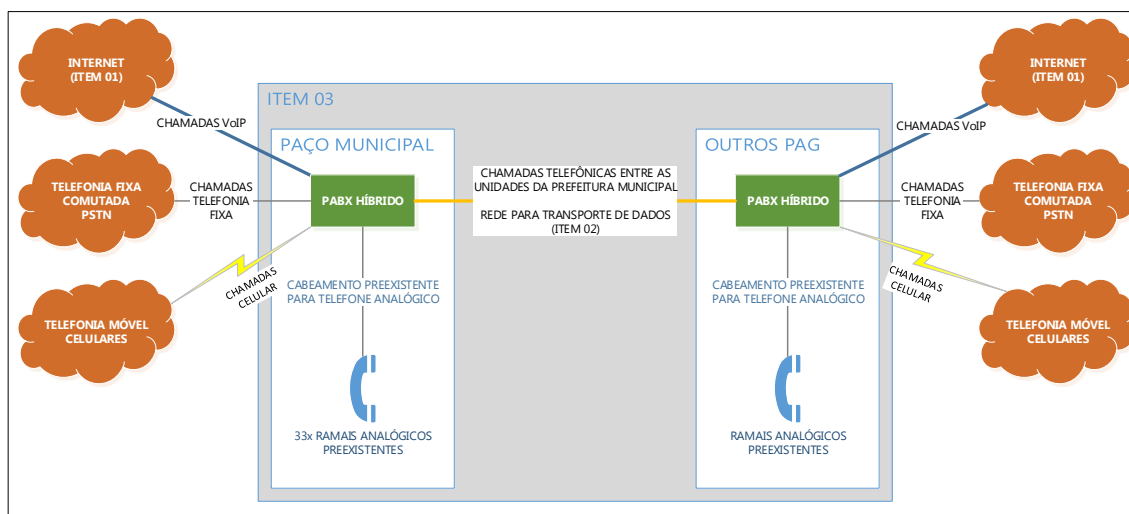 INTERNET
(ITEM 01)
CHAMADAS VoIP
TELEFONIA FIXA
COMUTADA
PSTN
CHAMADAS
TELEFONIA
FIXA
TELEFONIA MÓVEL
CELULARES
CHAMADAS
CELULAR
ITEM 03
PAÇO MUNICIPAL
PABX HÍBRIDO
CABEAMENTO PREEXISTENTE
PARA TELEFONE ANALÓGICO
33x RAMAIS ANALÓGICOS
PREEXISTENTES
CHAMADAS TELEFÔNICAS ENTRE AS
UNIDADES DA PREFEITURA MUNICIPAL
REDE PARA TRANSPORTE DE DADOS
(ITEM 02)
OUTROS PAG
PABX HÍBRIDO
CABEAMENTO PREEXISTENTE
PARA TELEFONE ANALÓGICO
RAMAIS ANALÓGICOS
PREEXISTENTES
INTERNET
(ITEM 01)
CHAMADAS VoIP
CHAMADAS
TELEFONIA
FIXA
TELEFONIA FIXA
COMUTADA
PSTN
CHAMADAS
CELULAR
TELEFONIA MÓVEL
CELULARES